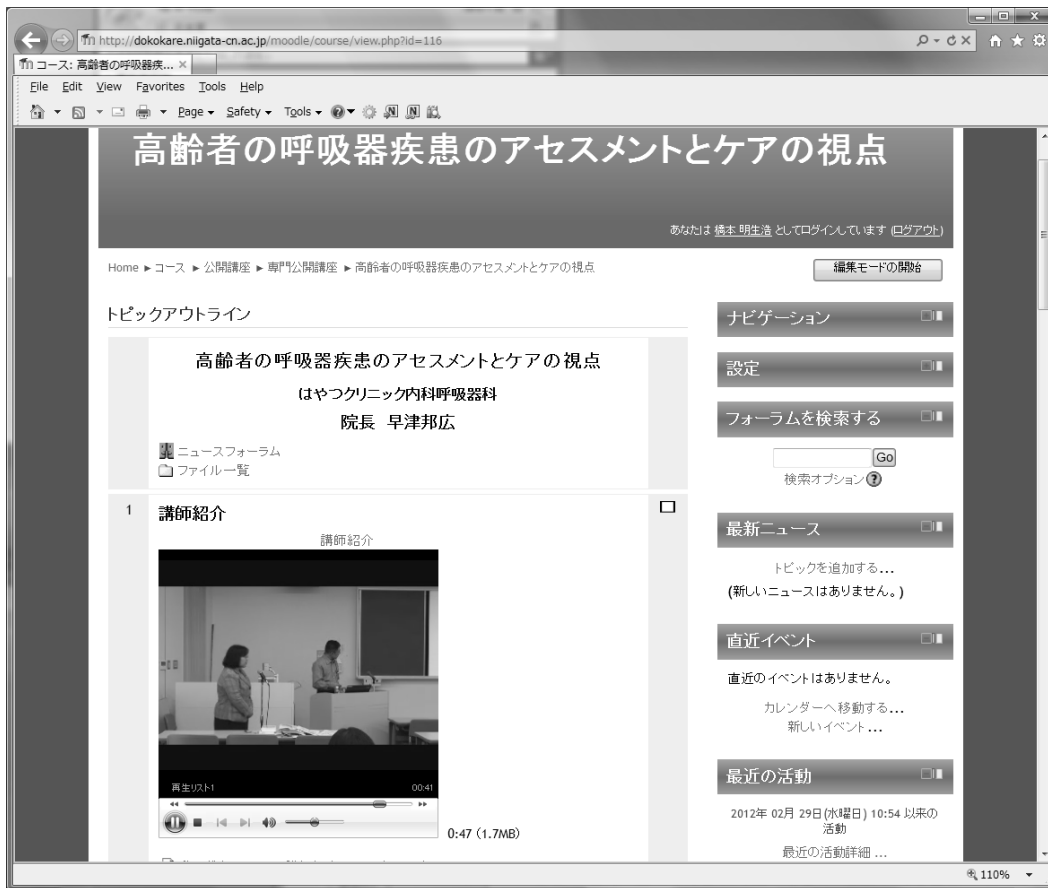 http://dokokare.niigata-cn.ac.jp/moodle/course/view.php?id=116
コース: 高齢者の呼吸器疾...
File Edit View Favorites Tools Help
Page Safety Tools
高齢者の呼吸器疾患のアセスメントとケアの視点
あなたは 橋本 明生浩 としてログインしています (ログアウト)
Home ► コース ► 公開講座 ► 専門公開講座 ► 高齢者の呼吸器疾患のアセスメントとケアの視点
編集モードの開始
トピックアウトライン
高齢者の呼吸器疾患のアセスメントとケアの視点
はやつクリニック内科呼吸器科
院長 早津邦広
ニュースフォーラム
ファイル一覧
1 講師紹介
講師紹介
再生リスト1 00:41
0:47 (1.7MB)
ナビゲーション
設定
フォーラムを検索する
Go
検索オプション
最新ニュース
トピックを追加する...
(新しいニュースはありません。)
直近イベント
直近のイベントはありません。
カレンダーへ移動する...
新しいイベント...
最近の活動
2012年 02月 29日(水曜日) 10:54 以来の
活動
最近の活動詳細 ...
110%